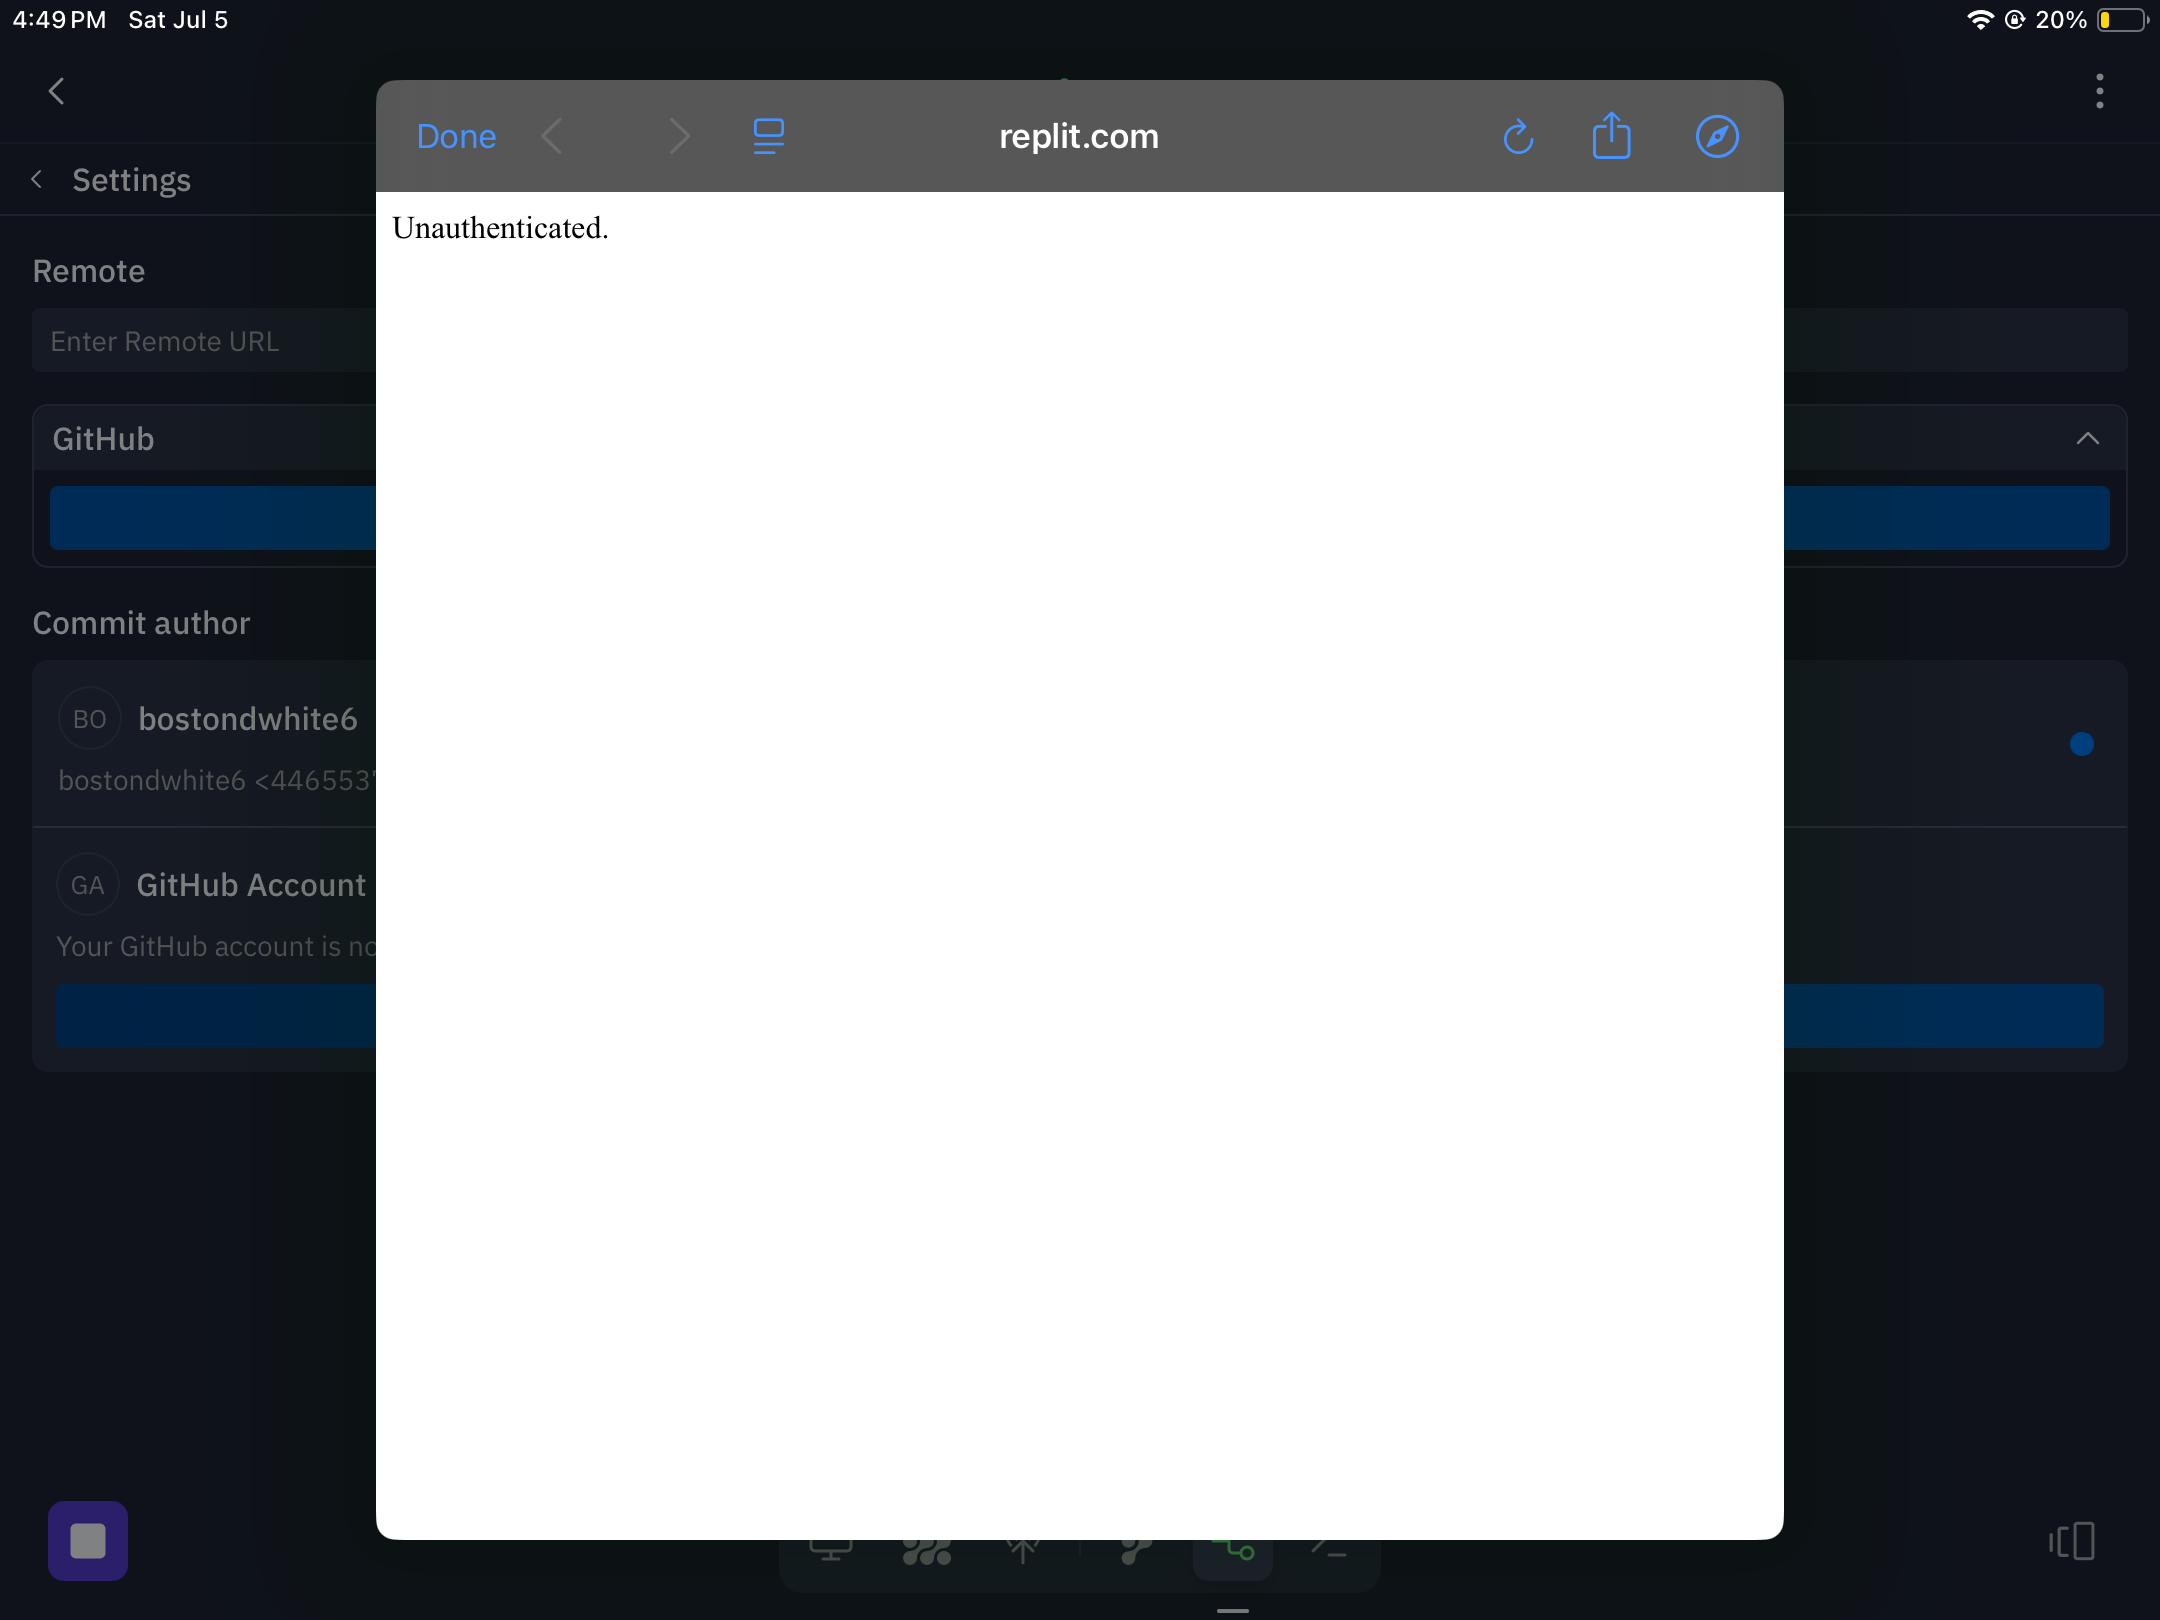 4:49 PM Sat Jul 5
20%
Done
replit.com
Settings
Unauthenticated.
Remote
Enter Remote URL
GitHub
Commit author
BO
bostondwhite6
bostondwhite6 <446553
GA
GitHub Account
Your GitHub account is